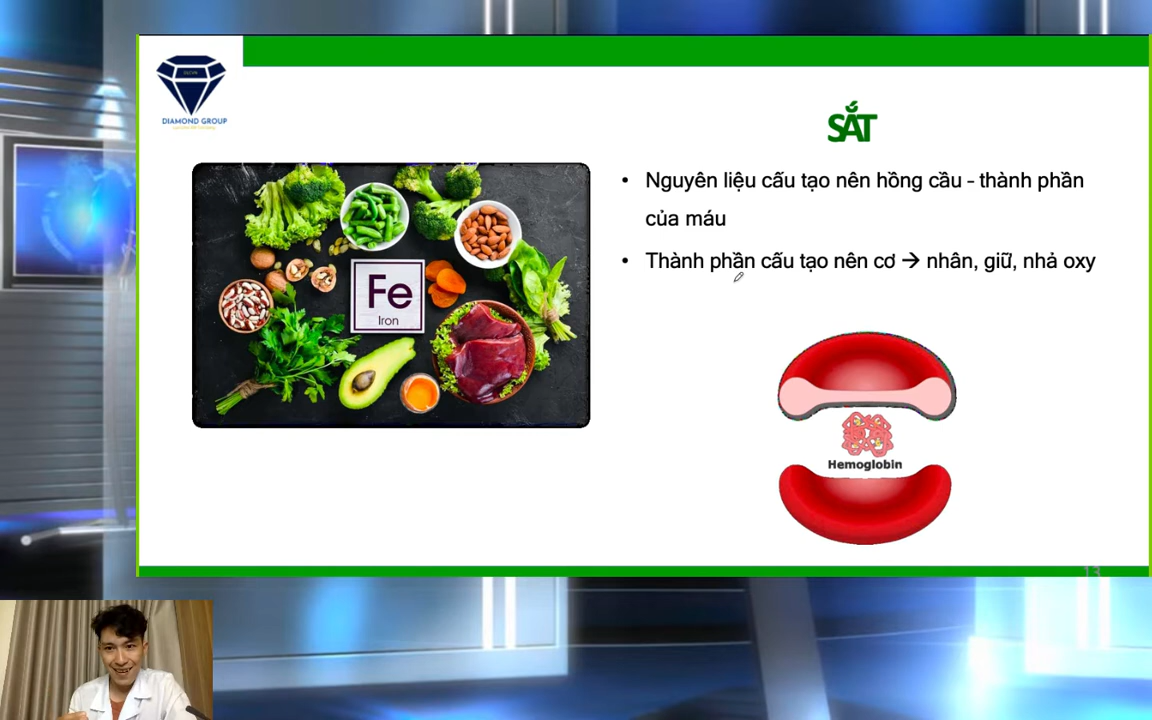 DIAMOND GROUP
SẮT
• Nguyên liệu cấu tạo nên hồng cầu - thành phần
của máu
• Thành phần cấu tạo nên cơ → nhân, giữ, nhả oxy
Fe
Iron
Hemoglobin
13